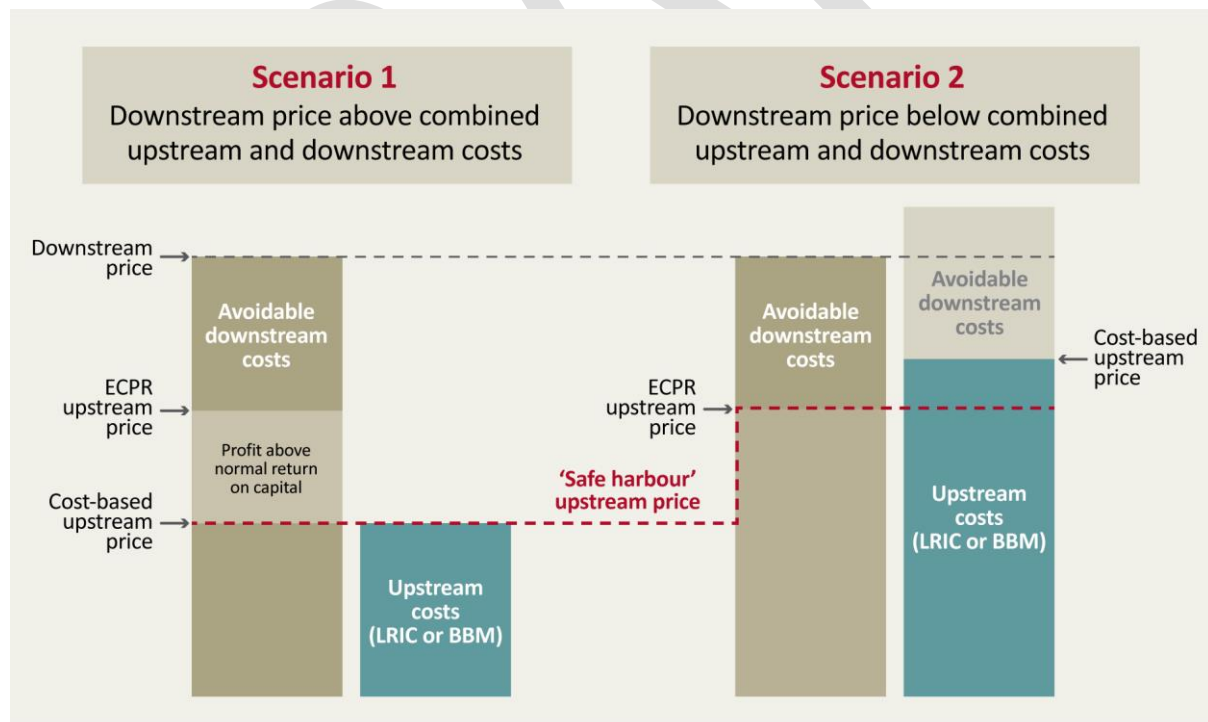 Scenario 1
Downstream price above combined
upstream and downstream costs
Scenario 2
Downstream price below combined
upstream and downstream costs
Downstream
price
Avoidable
downstream
costs
ECPR
upstream
price
Profit above
normal return
on capital
Cost-based
upstream
price
Upstream
costs
(LRIC or BBM)
‘Safe harbour’
upstream price
ECPR
upstream
price
Avoidable
downstream
costs
Avoidable
downstream
costs
Cost-based
upstream
price
Upstream
costs
(LRIC or BBM)